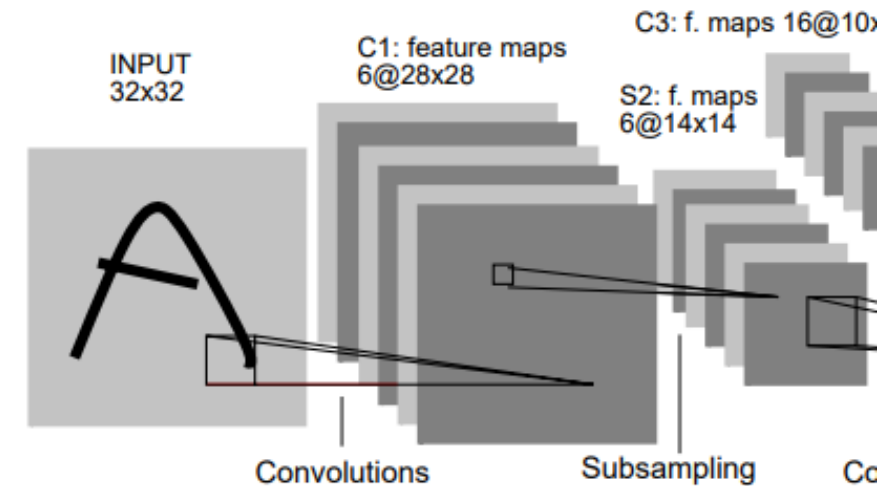 INPUT
32x32
C1: feature maps
6@28x28
S2: f. maps
6@14x14
C3: f. maps 16@10x
Convolutions
Subsampling
Co